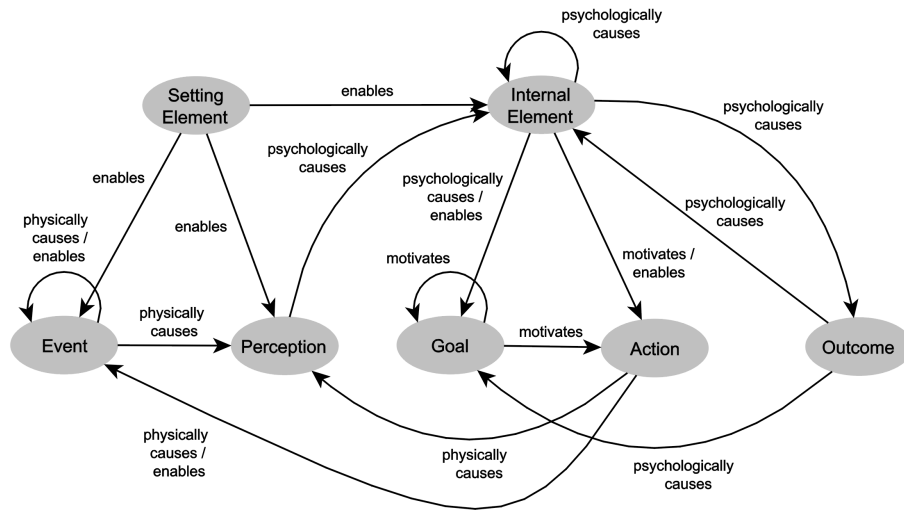 psychologically
causes
Setting
Element
enables
Internal
Element
psychologically
causes
psychologically
causes
enables
psychologically
causes /
enables
psychologically
causes
physically
causes /
enables
enables
motivates
motivates /
enables
physically
causes
Event
Perception
Goal
motivates
Action
Outcome
physically
causes /
enables
physically
causes
psychologically
causes